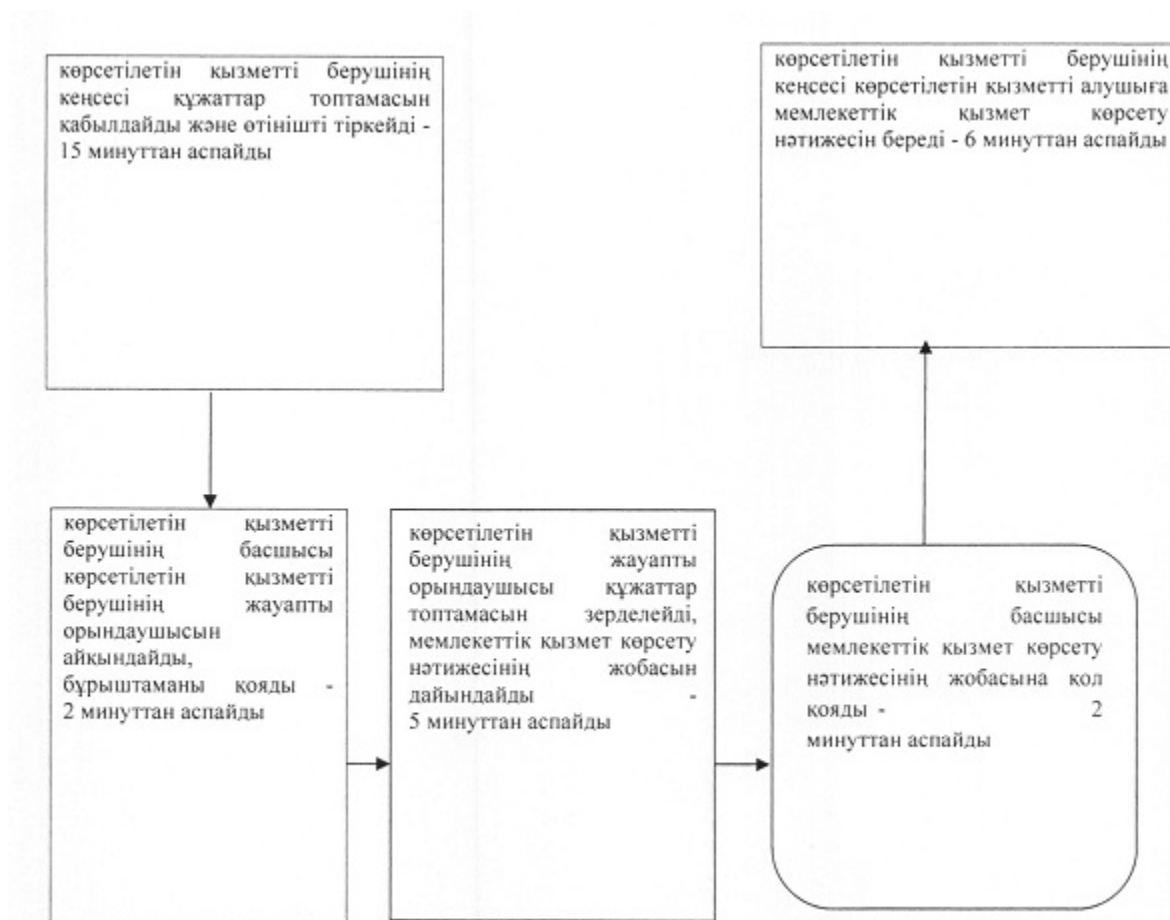 көрсетілетін қызметті берушінің
кеңсесі құжаттар топтамасын
қабылдайды және өтінішті тіркейді -
15 минуттан аспайды
көрсетілетін қызметті
берушінің басшысы
көрсетілетін қызметті
берушінің жауапты
орындаушысын
айқындайды,
бұрыштаманы қояды -
2 минуттан аспайды
көрсетілетін қызметті
берушінің жауапты
орындаушысы құжаттар
топтамасын зерделейді,
мемлекеттік қызмет көрсету
нәтижесінің жобасын
дайындайды -
5 минуттан аспайды
көрсетілетін қызметті
берушінің басшысы
мемлекеттік қызмет көрсету
нәтижесінің жобасына қол
қояды - 2
минуттан аспайды
көрсетілетін қызметті берушінің
кеңсесі көрсетілетін қызметті алушыға
мемлекеттік қызмет көрсету
нәтижесін береді - 6 минуттан аспайды